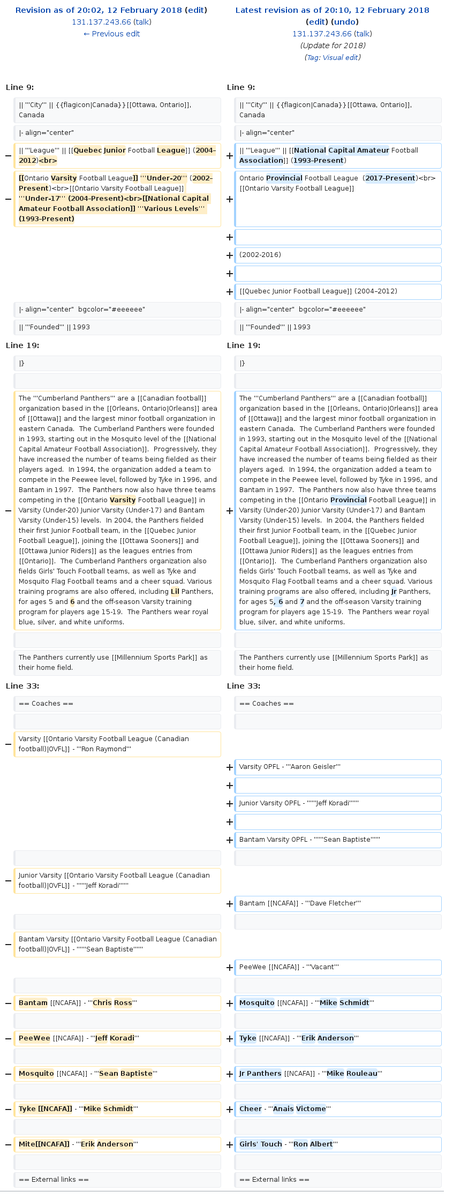 Revision as of 20:02, 12 February 2018 (edit)
131.137.243.66 (talk)
← Previous edit
Latest revision as of 20:10, 12 February 2018
(edit) (undo)
131.137.243.66 (talk)
(Update for 2018)
(Tag: Visual edit)
Line 9:
Line 9:
|| '''City''' || {{flagicon|Canada}}[[Ottawa, Ontario]],
Canada
|| '''City''' || {{flagicon|Canada}}[[Ottawa, Ontario]],
Canada
|- align="center"
|- align="center"
− || '''League''' || [[Quebec Junior Football League]] (2004-
2012)<br>
+ || '''League''' || [[National Capital Amateur Football
Association]] (1993-Present)
− [[Ontario Varsity Football League]] '''Under-20''' (2002-
Present)<br>[[Ontario Varsity Football League]]
'''Under-17''' (2004-Present)<br>[[National Capital
Amateur Football Association]] '''Various Levels'''
(1993-Present)
+ Ontario Provincial Football League  (2017-Present)<br>
[[Ontario Varsity Football League]]
+
+ (2002-2016)
+
+ [[Quebec Junior Football League]] (2004–2012)
|- align="center"  bgcolor="#eeeeee"
|- align="center"  bgcolor="#eeeeee"
|| '''Founded''' || 1993
|| '''Founded''' || 1993
Line 19:
Line 19:
|}
|}
− The '''Cumberland Panthers''' are a [[Canadian football]]
organization based in the [[Orleans, Ontario|Orleans]] area
of [[Ottawa]] and the largest minor football organization in
eastern Canada.  The Cumberland Panthers were founded
in 1993, starting out in the Mosquito level of the [[National
Capital Amateur Football Association]].  Progressively, they
have increased the number of teams being fielded as their
players aged.  In 1994, the organization added a team to
compete in the Peewee level, followed by Tyke in 1996, and
Bantam in 1997.  The Panthers now also have three teams
competing in the [[Ontario Varsity Football League]] in
Varsity (Under-20) Junior Varsity (Under-17) and Bantam
Varsity (Under-15) levels.  In 2004, the Panthers fielded
their first Junior Football team, in the [[Quebec Junior
Football League]], joining the [[Ottawa Sooners]] and
[[Ottawa Junior Riders]] as the leagues entries from
[[Ontario]].  The Cumberland Panthers organization also
fields Girls' Touch Football teams, as well as Tyke and
Mosquito Flag Football teams and a cheer squad. Various
training programs are also offered, including Lil Panthers,
for ages 5 and 6 and the off-season Varsity training
program for players age 15-19.  The Panthers wear royal
blue, silver, and white uniforms.
+ The '''Cumberland Panthers''' are a [[Canadian football]]
organization based in the [[Orleans, Ontario|Orleans]] area
of [[Ottawa]] and the largest minor football organization in
eastern Canada.  The Cumberland Panthers were founded
in 1993, starting out in the Mosquito level of the [[National
Capital Amateur Football Association]].  Progressively, they
have increased the number of teams being fielded as their
players aged.  In 1994, the organization added a team to
compete in the Peewee level, followed by Tyke in 1996, and
Bantam in 1997.  The Panthers now also have three teams
competing in the [[Ontario Provincial Football League]] in
Varsity (Under-20) Junior Varsity (Under-17) and Bantam
Varsity (Under-15) levels.  In 2004, the Panthers fielded
their first Junior Football team, in the [[Quebec Junior
Football League]], joining the [[Ottawa Sooners]] and
[[Ottawa Junior Riders]] as the leagues entries from
[[Ontario]].  The Cumberland Panthers organization also
fields Girls' Touch Football teams, as well as Tyke and
Mosquito Flag Football teams and a cheer squad. Various
training programs are also offered, including Jr Panthers,
for ages 5, 6 and 7 and the off-season Varsity training
program for players age 15-19.  The Panthers wear royal
blue, silver, and white uniforms.
The Panthers currently use [[Millennium Sports Park]] as
their home field.
The Panthers currently use [[Millennium Sports Park]] as
their home field.
Line 33:
Line 33:
== Coaches ==
== Coaches ==
− Varsity [[Ontario Varsity Football League (Canadian
football)|OVFL]] - '''Ron Raymond'''
+ Varsity OPFL - '''Aaron Geisler'''
+
+ Junior Varsity OPFL - '''''Jeff Koradi'''''
+
+ Bantam Varsity OPFL - '''''Sean Baptiste'''''
− Junior Varsity [[Ontario Varsity Football League (Canadian
football)|OVFL]] - '''''Jeff Koradi'''''
+ Bantam [[NCAFA]] - '''Dave Fletcher'''
− Bantam Varsity [[Ontario Varsity Football League (Canadian
football)|OVFL]] - '''''Sean Baptiste'''''
+ PeeWee [[NCAFA]] - '''Vacant'''
− Bantam [[NCAFA]] - '''Chris Ross'''
+ Mosquito [[NCAFA]] - '''Mike Schmidt'''
− PeeWee [[NCAFA]] - '''Jeff Koradi'''
+ Tyke [[NCAFA]] - '''Erik Anderson'''
− Mosquito [[NCAFA]] - '''Sean Baptiste'''
+ Jr Panthers [[NCAFA]] - '''Mike Rouleau'''
− Tyke [[NCAFA]] - '''Mike Schmidt'''
+ Cheer - '''Anais Victome'''
− Mite[[NCAFA]] - '''Erik Anderson'''
+ Girls' Touch - '''Ron Albert'''
== External links ==
== External links ==